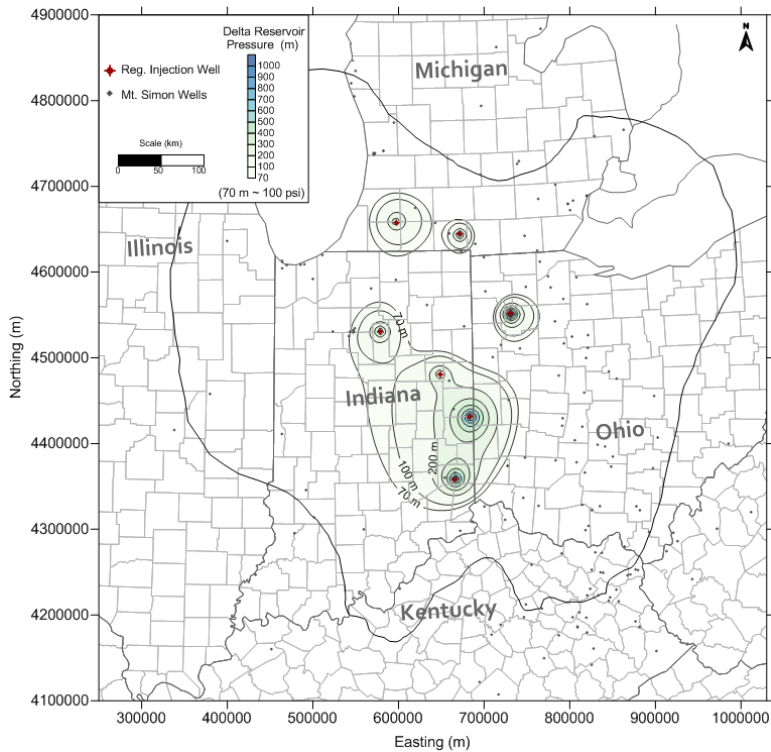 Delta Reservoir
Pressure (m)
Reg. Injection Well
Mt. Simon Wells
Scale (km)
0 50 100
1000
900
800
700
600
500
400
300
200
100
70
(70 m ~ 100 psi)
N
Michigan
Illinois
Indiana
Ohio
Kentucky
70 m
200 m
100 m
70 m
4900000
4800000
4700000
4600000
4500000
4400000
4300000
4200000
4100000
Northing (m)
300000 400000 500000 600000 700000 800000 900000 1000000
Easting (m)